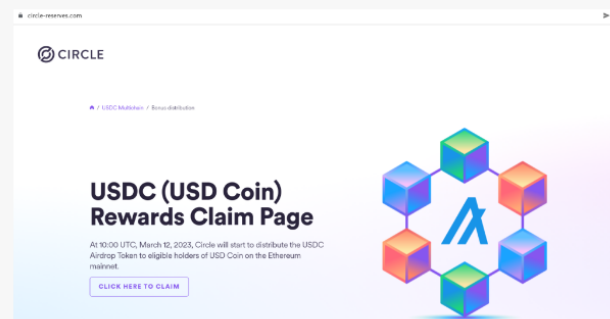 circle-reserves.com
CIRCLE
/ USDC Multichain / Bonus distribution
USDC (USD Coin)
Rewards Claim Page
At 10:00 UTC, March 12, 2023, Circle will start to distribute the USDC
Airdrop Token to eligible holders of USD Coin on the Ethereum
mainnet.
CLICK HERE TO CLAIM